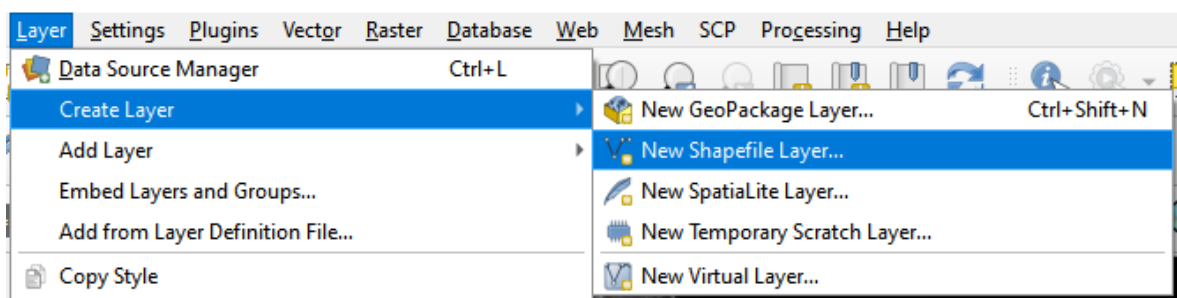 Layer Settings Plugins Vector Raster Database Web Mesh SCP Processing Help
Data Source Manager Ctrl+L
Create Layer
Add Layer
Embed Layers and Groups...
Add from Layer Definition File...
Copy Style
New GeoPackage Layer... Ctrl+Shift+N
New Shapefile Layer...
New SpatiaLite Layer...
New Temporary Scratch Layer...
New Virtual Layer...